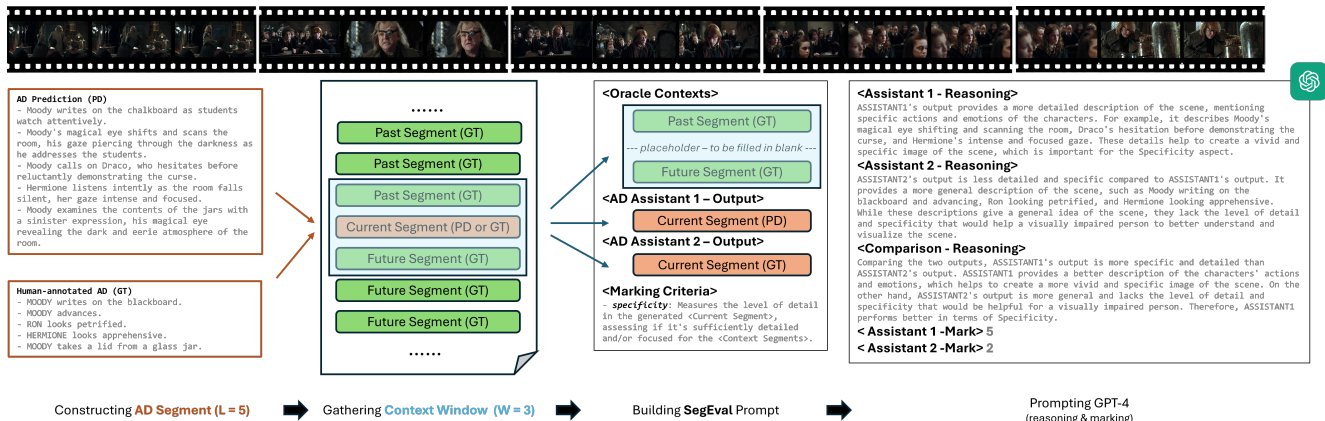 AD Prediction (PD)
- Moody writes on the chalkboard as students
watch attentively.
- Moody's magical eye shifts and scans the
room, his gaze piercing through the darkness as
he addresses the students.
- Moody calls on Draco, who hesitates before
reluctantly demonstrating the curse.
- Hermione listens intently as the room falls
silent, her gaze intense and focused.
- Moody examines the contents of the jars with
a sinister expression, his magical eye
revealing the dark and eerie atmosphere of the
room.
Human-annotated AD (GT)
- MOODY writes on the blackboard.
- MOODY advances.
- RON looks petrified.
- HERMIONE looks apprehensive.
- MOODY takes a lid from a glass jar.
Constructing AD Segment (L = 5)
......
Past Segment (GT)
Past Segment (GT)
Past Segment (GT)
Current Segment (PD or GT)
Future Segment (GT)
Future Segment (GT)
Future Segment (GT)
......
Gathering Context Window (W = 3)
<Oracle Contexts>
Past Segment (GT)
--- placeholder – to be filled in blank ---
Future Segment (GT)
<AD Assistant 1 – Output>
Current Segment (PD)
<AD Assistant 2 – Output>
Current Segment (GT)
<Marking Criteria>
- specificity: Measures the level of detail
in the generated <Current Segment>,
assessing if it's sufficiently detailed
and/or focused for the <Context Segments>.
Building SegEval Prompt
<Assistant 1 - Reasoning>
ASSISTANT1's output provides a more detailed description of the scene, mentioning
specific actions and emotions of the characters. For example, it describes Moody's
magical eye shifting and scanning the room, Draco's hesitation before demonstrating the
curse, and Hermione's intense and focused gaze. These details help to create a vivid and
specific image of the scene, which is important for the Specificity aspect.
<Assistant 2 - Reasoning>
ASSISTANT2's output is less detailed and specific compared to ASSISTANT1's output. It
provides a more general description of the scene, such as Moody writing on the
blackboard and advancing, Ron looking petrified, and Hermione looking apprehensive.
While these descriptions give a general idea of the scene, they lack the level of detail
and specificity that would help a visually impaired person to better understand and
visualize the scene.
<Comparison - Reasoning>
Comparing the two outputs, ASSISTANT1's output is more specific and detailed than
ASSISTANT2's output. ASSISTANT1 provides a better description of the characters' actions
and emotions, which helps to create a more vivid and specific image of the scene. On the
other hand, ASSISTANT2's output is more general and lacks the level of detail and
specificity that would be helpful for a visually impaired person. Therefore, ASSISTANT1
performs better in terms of Specificity.
< Assistant 1 -Mark> 5
< Assistant 2 -Mark> 2
Prompting GPT-4
(reasoning & marking)